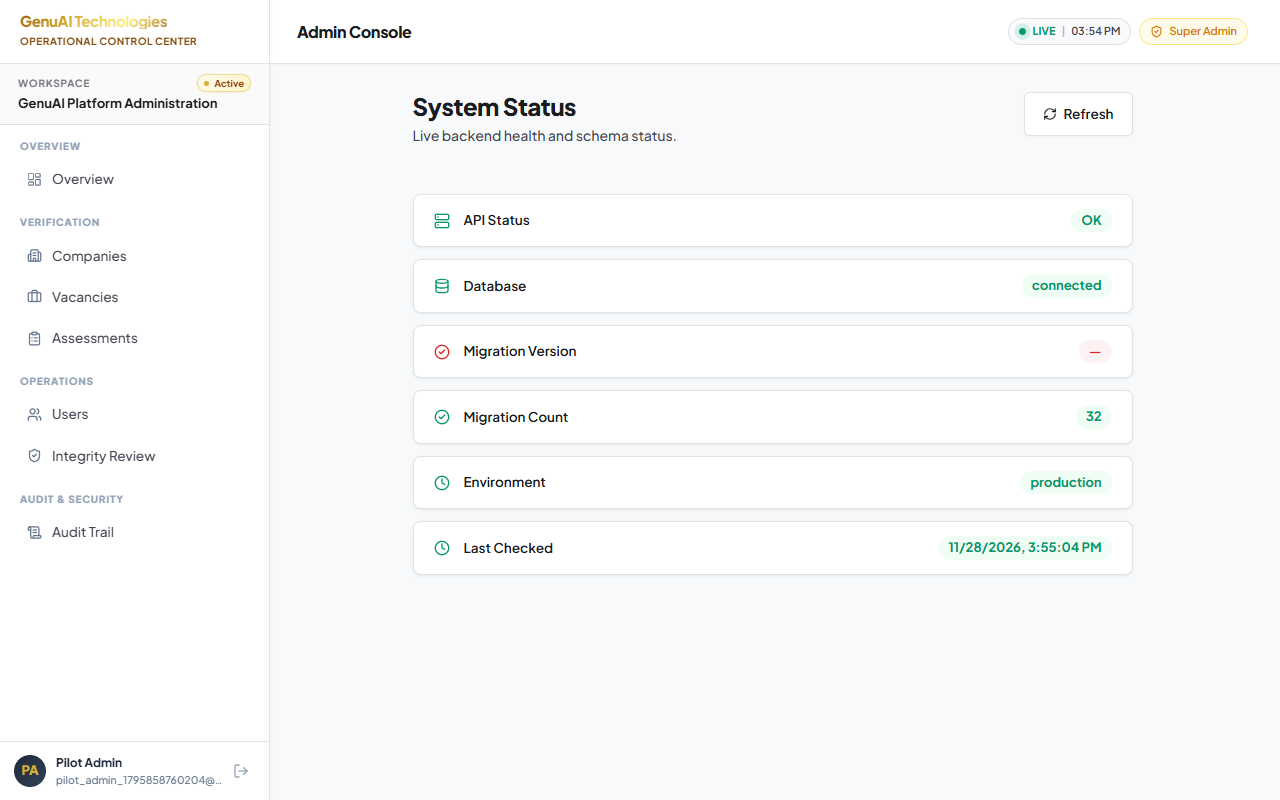 GenuAI Technologies
OPERATIONAL CONTROL CENTER
WORKSPACE
Active
GenuAI Platform Administration
OVERVIEW
Overview
VERIFICATION
Companies
Vacancies
Assessments
OPERATIONS
Users
Integrity Review
AUDIT & SECURITY
Audit Trail
PA
Pilot Admin
pilot_admin_1795858760204@...
Admin Console
LIVE | 03:54 PM
Super Admin
System Status
Live backend health and schema status.
Refresh
API Status
OK
Database
connected
Migration Version
—
Migration Count
32
Environment
production
Last Checked
11/28/2026, 3:55:04 PM